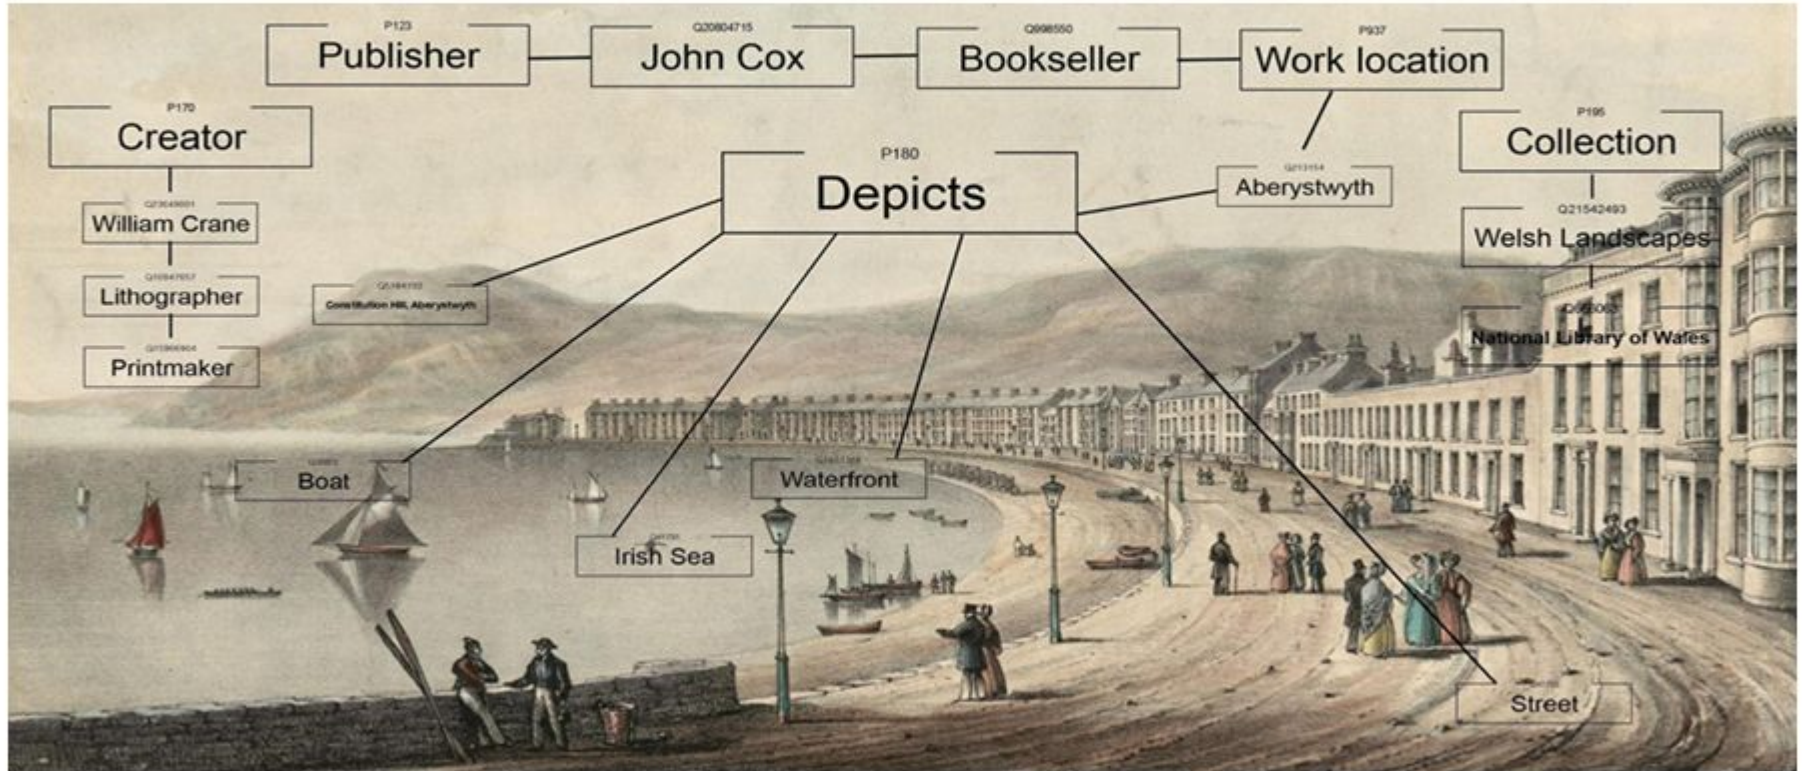 P123
Publisher
Q20804715
John Cox
Q998550
Bookseller
P937
Work location
P170
Creator
William Crane
Lithographer
Printmaker
P180
Depicts
Constitution Hill, Aberystwyth
Boat
Irish Sea
Waterfront
Street
Aberystwyth
P195
Collection
Q21542493
Welsh Landscapes
National Library of Wales